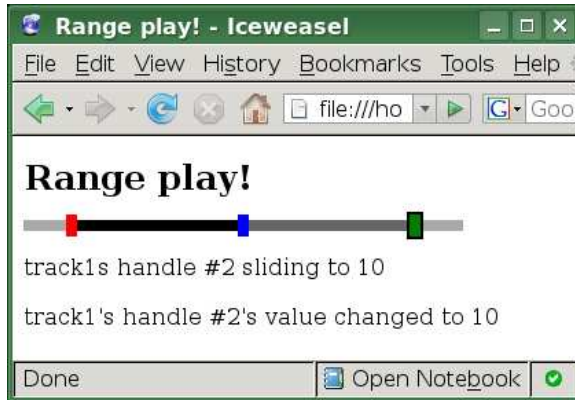 Range play! - Iceweasel
File Edit View History Bookmarks Tools Help
file:///ho G Goo
Range play!
track1s handle #2 sliding to 10
track1's handle #2's value changed to 10
Done Open Notebook